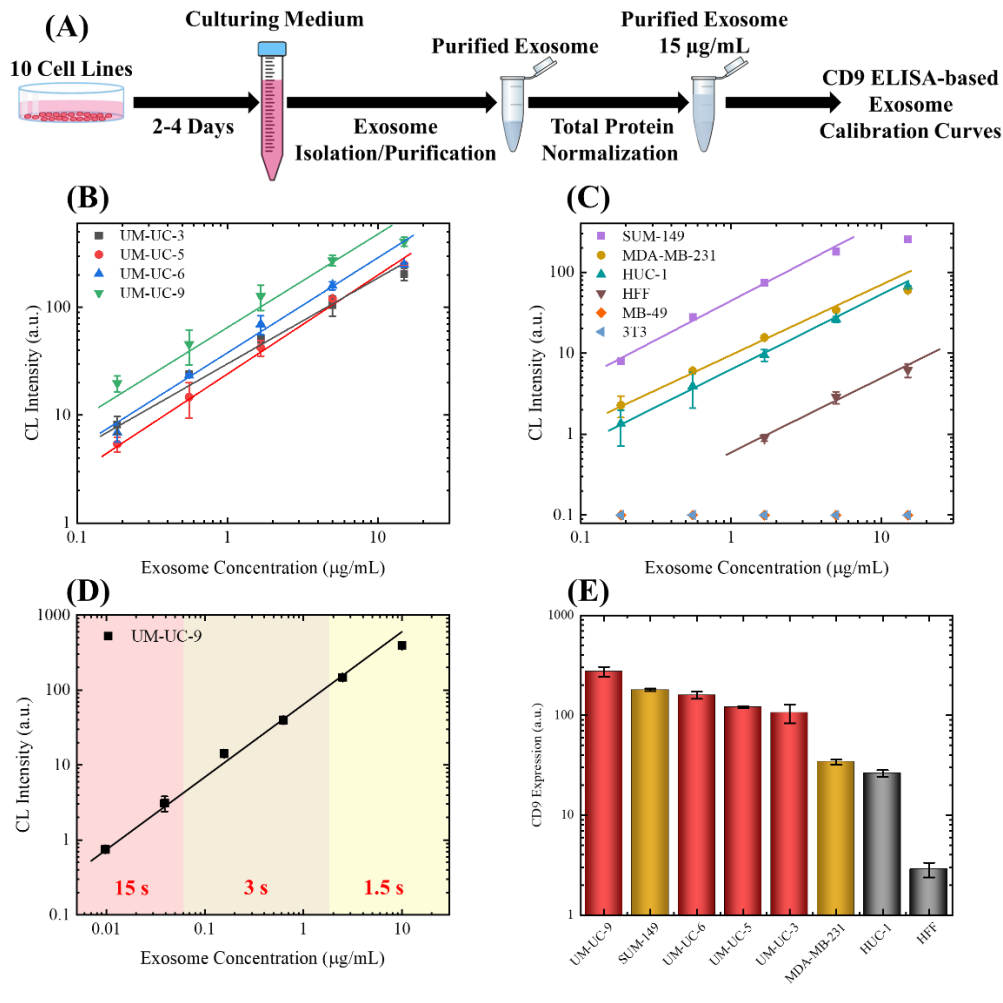 (A)
10 Cell Lines
2-4 Days
Culturing Medium
Exosome
Isolation/Purification
Purified Exosome
Total Protein
Normalization
Purified Exosome
15 μg/mL
CD9 ELISA-based
Exosome
Calibration Curves
(B)
UM-UC-3
UM-UC-5
UM-UC-6
UM-UC-9
CL Intensity (a.u.)
100
10
1
0.1
1
10
Exosome Concentration (μg/mL)
(C)
SUM-149
MDA-MB-231
HUC-1
HFF
MB-49
3T3
CL Intensity (a.u.)
100
10
1
0.1
0.1
1
10
Exosome Concentration (μg/mL)
(D)
UM-UC-9
CL Intensity (a.u.)
1000
100
10
1
0.1
15 s
3 s
1.5 s
0.01
0.1
1
10
Exosome Concentration (μg/mL)
(E)
CD9 Expression (a.u.)
1000
100
10
1
UM-UC-9
SUM-149
UM-UC-6
UM-UC-5
UM-UC-3
MDA-MB-231
HUC-1
HFF